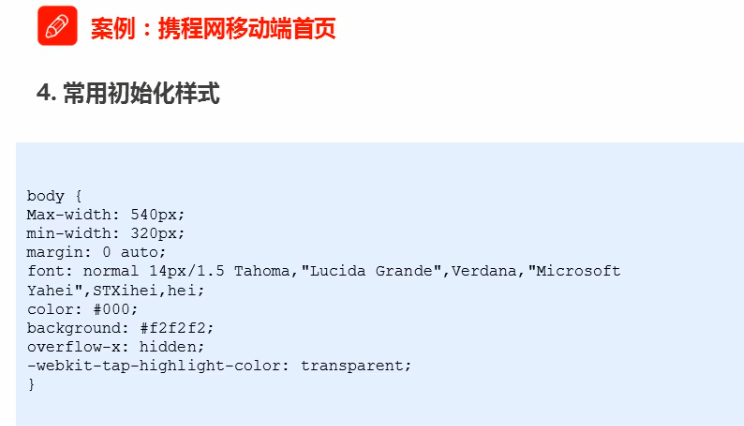 案例：携程网移动端首页
4. 常用初始化样式
body {
Max-width: 540px;
min-width: 320px;
margin: 0 auto;
font: normal 14px/1.5 Tahoma,"Lucida Grande",Verdana,"Microsoft
Yahei",STXihei,hei;
color: #000;
background: #f2f2f2;
overflow-x: hidden;
-webkit-tap-highlight-color: transparent;
}